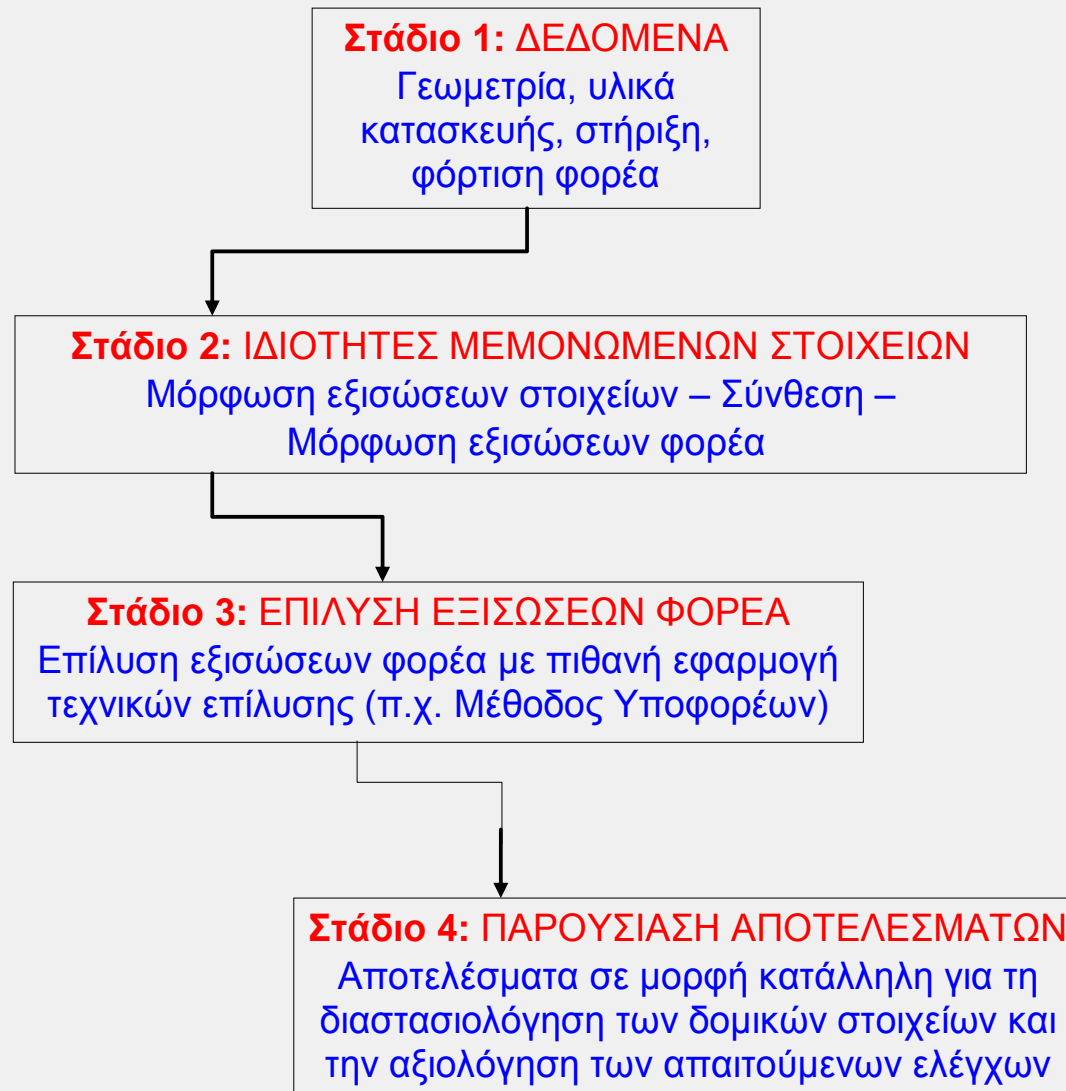 Στάδιο 1: ΔΕΔΟΜΕΝΑ
Γεωμετρία, υλικά
κατασκευής, στήριξη,
φόρτιση φορέα
Στάδιο 2: ΙΔΙΟΤΗΤΕΣ ΜΕΜΟΝΩΜΕΝΩΝ ΣΤΟΙΧΕΙΩΝ
Μόρφωση εξισώσεων στοιχείων – Σύνθεση –
Μόρφωση εξισώσεων φορέα
Στάδιο 3: ΕΠΙΛΥΣΗ ΕΞΙΣΩΣΕΩΝ ΦΟΡΕΑ
Επίλυση εξισώσεων φορέα με πιθανή εφαρμογή
τεχνικών επίλυσης (π.χ. Μέθοδος Υποφορέων)
Στάδιο 4: ΠΑΡΟΥΣΙΑΣΗ ΑΠΟΤΕΛΕΣΜΑΤΩΝ
Αποτελέσματα σε μορφή κατάλληλη για τη
διαστασιολόγηση των δομικών στοιχείων και
την αξιολόγηση των απαιτούμενων ελέγχων